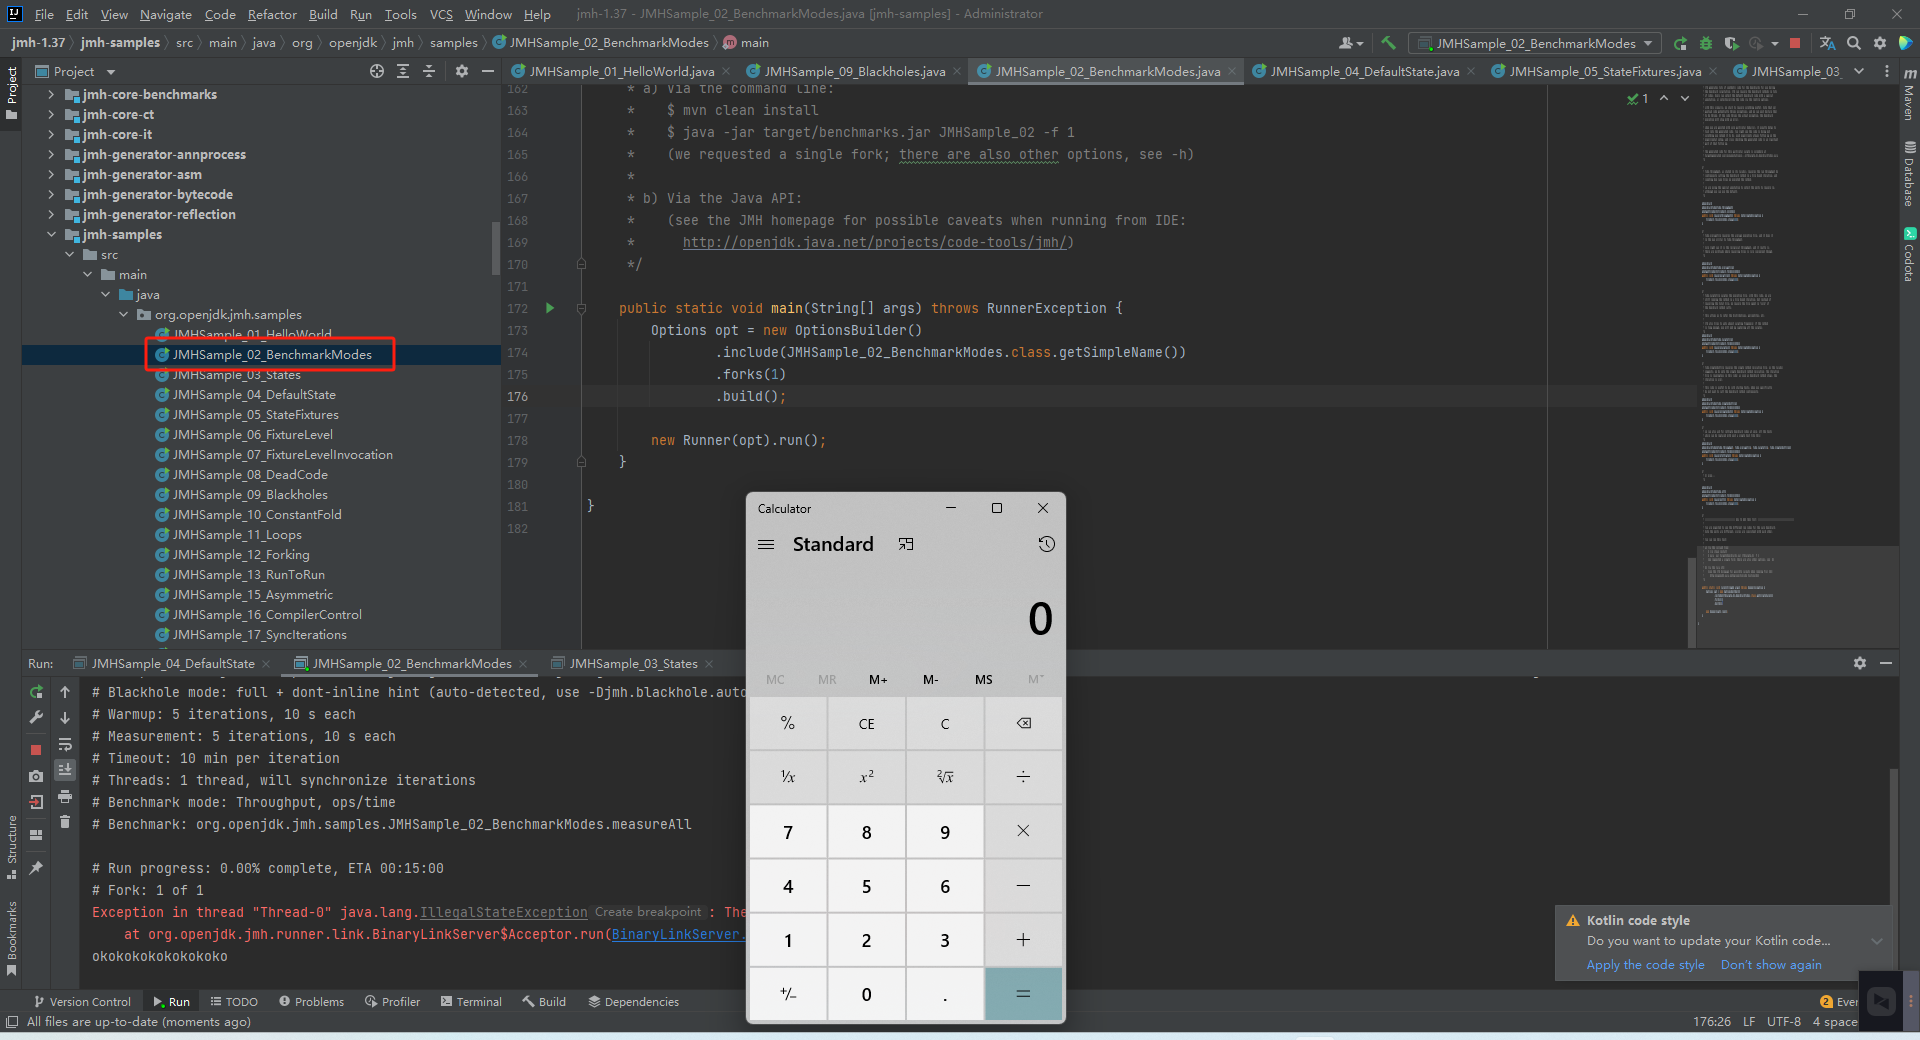 File Edit View Navigate Code Refactor Build Run Tools VCS Window Help jmh-1.37 - JMHSample_02_BenchmarkModes.java [jmh-samples] - Administrator
jmh-1.37 jmh-samples src main java org openjdk jmh samples JMHSample_02_BenchmarkModes main JMHSample_02_BenchmarkModes
Project
JMHSample_01_HelloWorld.java JMHSample_09_Blackholes.java JMHSample_02_BenchmarkModes.java JMHSample_04_DefaultState.java JMHSample_05_StateFixtures.java JMHSample_03_
Project
Structure
Bookmarks
jmh-core-benchmarks
jmh-core-ct
jmh-core-it
jmh-generator-annprocess
jmh-generator-asm
jmh-generator-bytecode
jmh-generator-reflection
jmh-samples
src
main
java
org.openjdk.jmh.samples
JMHSample_01_HelloWorld
JMHSample_02_BenchmarkModes
JMHSample_03_States
JMHSample_04_DefaultState
JMHSample_05_StateFixtures
JMHSample_06_FixtureLevel
JMHSample_07_FixtureLevelInvocation
JMHSample_08_DeadCode
JMHSample_09_Blackholes
JMHSample_10_ConstantFold
JMHSample_11_Loops
JMHSample_12_Forking
JMHSample_13_RunToRun
JMHSample_15_Asymmetric
JMHSample_16_CompilerControl
JMHSample_17_SyncIterations
162 * a) Via the command line:
163 * $ mvn clean install
164 * $ java -jar target/benchmarks.jar JMHSample_02 -f 1
165 * (we requested a single fork; there are also other options, see -h)
166 *
167 * b) Via the Java API:
168 * (see the JMH homepage for possible caveats when running from IDE:
169 * http://openjdk.java.net/projects/code-tools/jmh/)
170 */
171
172 public static void main(String[] args) throws RunnerException {
173 Options opt = new OptionsBuilder()
174 .include(JMHSample_02_BenchmarkModes.class.getSimpleName())
175 .forks(1)
176 .build();
177
178 new Runner(opt).run();
179 }
180
181 }
182
1
Maven
Database
Codota
Calculator
Standard
0
MC MR M+ M- MS M˅
% CE C
¹/x x² ²√x ÷
7 8 9 ×
4 5 6 −
1 2 3 +
+/− 0 . =
Run: JMHSample_04_DefaultState JMHSample_02_BenchmarkModes JMHSample_03_States
# Blackhole mode: full + dont-inline hint (auto-detected, use -Djmh.blackhole.auto
# Warmup: 5 iterations, 10 s each
# Measurement: 5 iterations, 10 s each
# Timeout: 10 min per iteration
# Threads: 1 thread, will synchronize iterations
# Benchmark mode: Throughput, ops/time
# Benchmark: org.openjdk.jmh.samples.JMHSample_02_BenchmarkModes.measureAll
# Run progress: 0.00% complete, ETA 00:15:00
# Fork: 1 of 1
Exception in thread "Thread-0" java.lang.IllegalStateException Create breakpoint : The
at org.openjdk.jmh.runner.link.BinaryLinkServer$Acceptor.run(BinaryLinkServer.
okokokokokokokoko
Kotlin code style
Do you want to update your Kotlin code...
Apply the code style Don't show again
Version Control Run TODO Problems Profiler Terminal Build Dependencies 2 Ever
All files are up-to-date (moments ago) 176:26 LF UTF-8 4 space